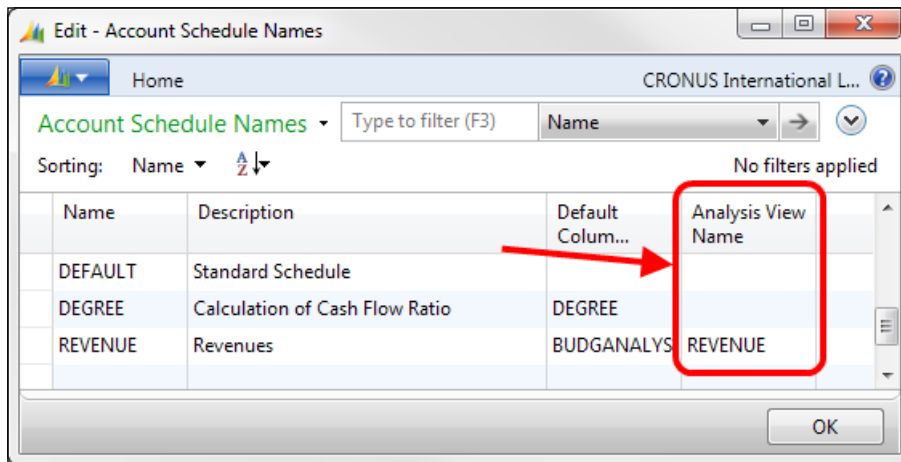 Edit - Account Schedule Names
Home CRONUS International L...
Account Schedule Names Type to filter (F3) Name
Sorting: Name A Z No filters applied
Name Description Default Colum... Analysis View Name
DEFAULT Standard Schedule
DEGREE Calculation of Cash Flow Ratio DEGREE
REVENUE Revenues BUDGANALYS REVENUE
OK